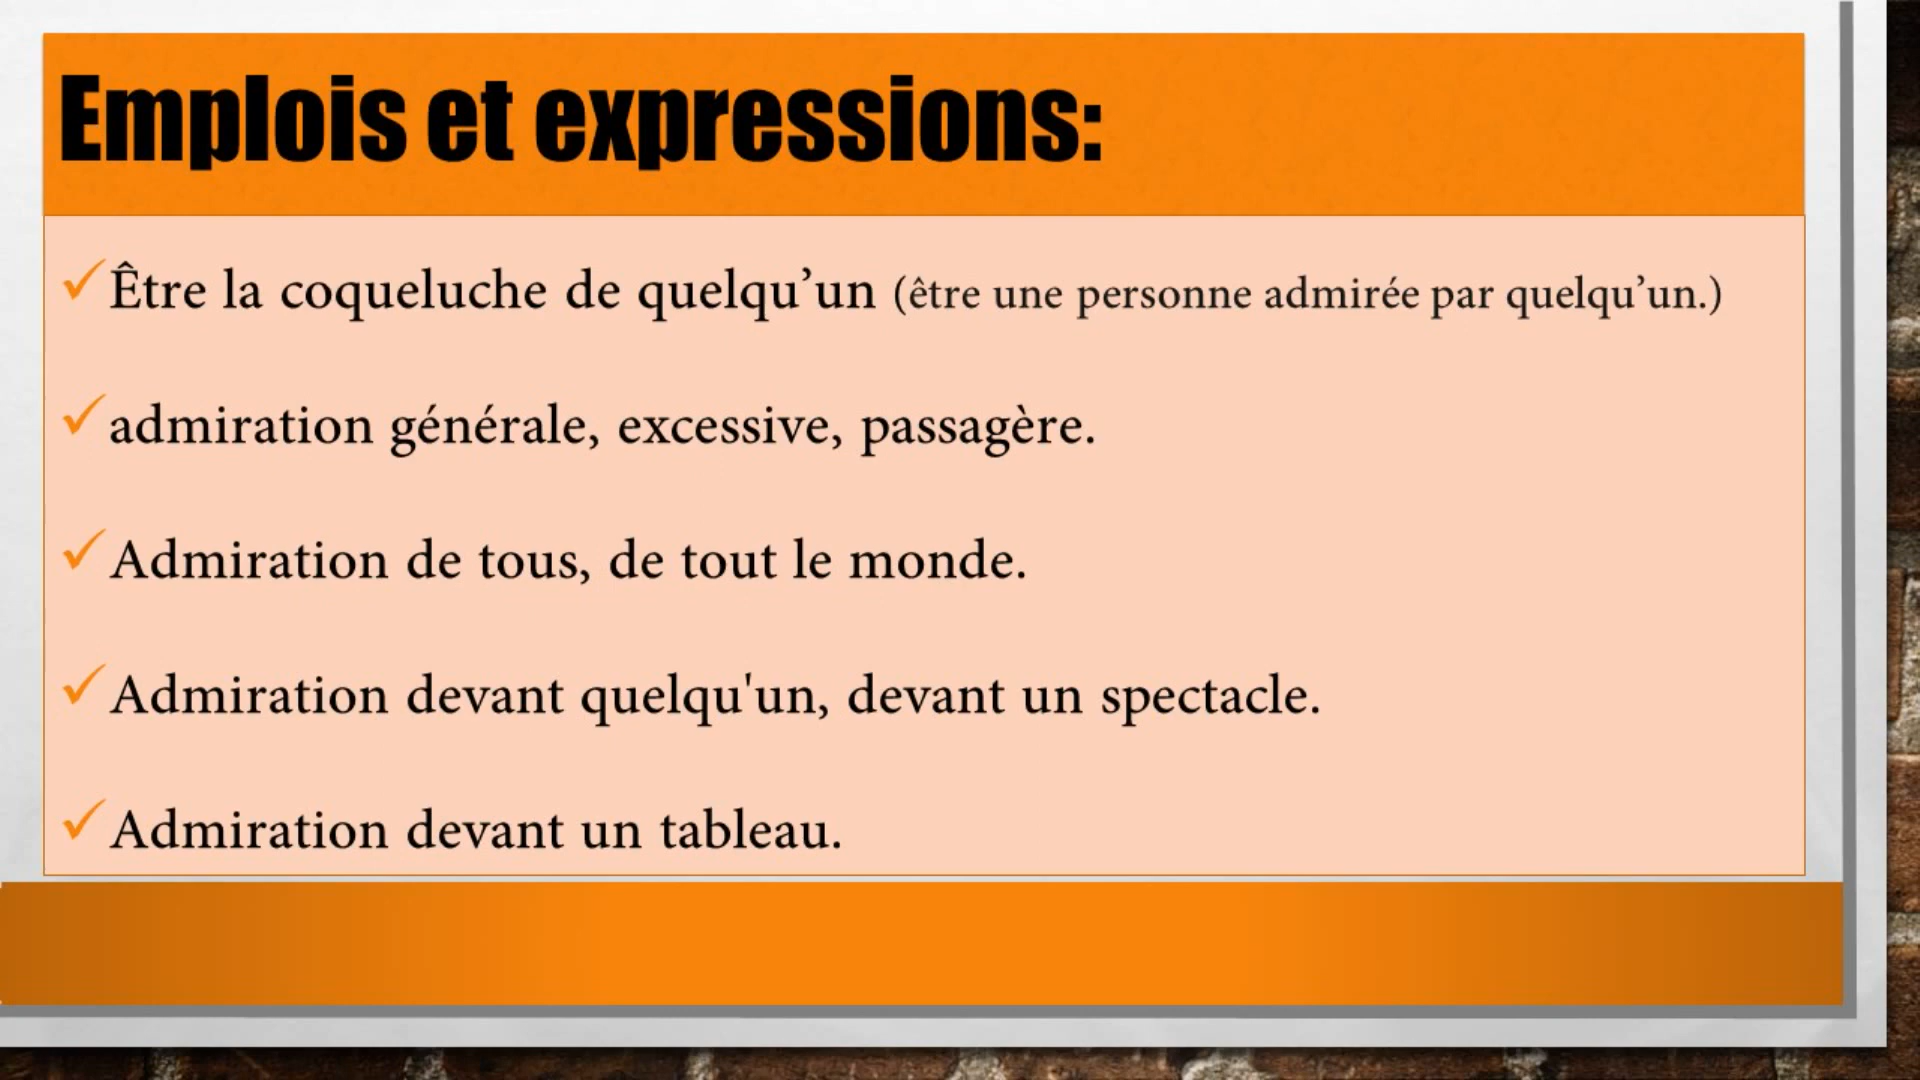 Emplois et expressions:
Être la coqueluche de quelqu’un (être une personne admirée par quelqu’un.)
admiration générale, excessive, passagère.
Admiration de tous, de tout le monde.
Admiration devant quelqu'un, devant un spectacle.
Admiration devant un tableau.